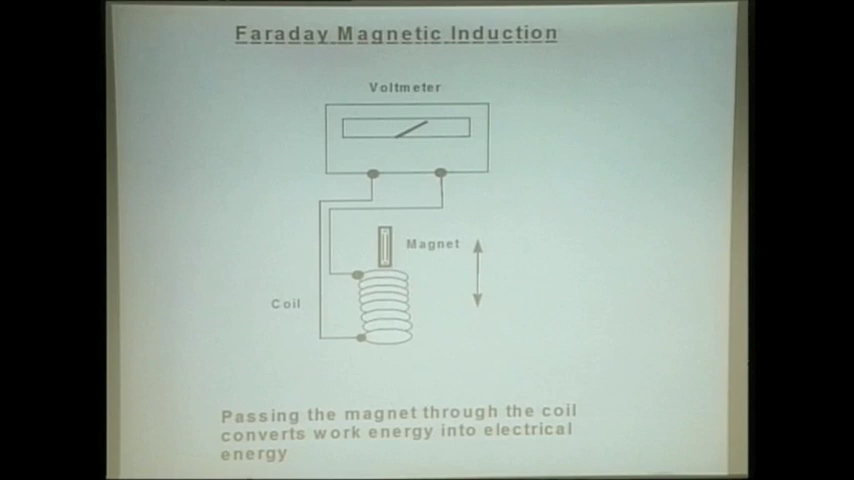 Faraday Magnetic Induction
Voltmeter
Magnet
Coil
Passing the magnet through the coil
converts work energy into electrical
energy